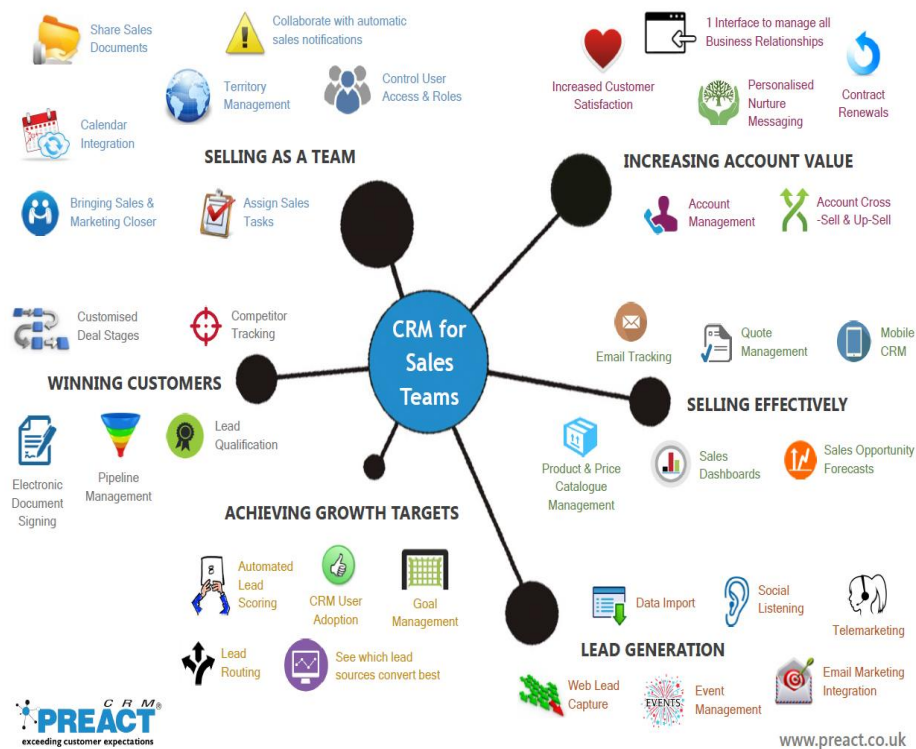 Share Sales
Documents
Collaborate with automatic
sales notifications
Territory
Management
Control User
Access & Roles
Calendar
Integration
SELLING AS A TEAM
Bringing Sales &
Marketing Closer
Assign Sales
Tasks
1 Interface to manage all
Business Relationships
Increased Customer
Satisfaction
Personalised
Nurture
Messaging
Contract
Renewals
INCREASING ACCOUNT VALUE
Account
Management
Account Cross
-Sell & Up-Sell
CRM for
Sales
Teams
Customised
Deal Stages
Competitor
Tracking
WINNING CUSTOMERS
Electronic
Document
Signing
Pipeline
Management
Lead
Qualification
Email Tracking
Quote
Management
Mobile
CRM
SELLING EFFECTIVELY
Product & Price
Catalogue
Management
Sales
Dashboards
Sales Opportunity
Forecasts
ACHIEVING GROWTH TARGETS
8
Automated
Lead
Scoring
CRM User
Adoption
Goal
Management
Lead
Routing
See which lead
sources convert best
Data Import
Social
Listening
Telemarketing
LEAD GENERATION
Web Lead
Capture
EVENTS
Event
Management
Email Marketing
Integration
CRM®
PREACT
exceeding customer expectations
www.preact.co.uk